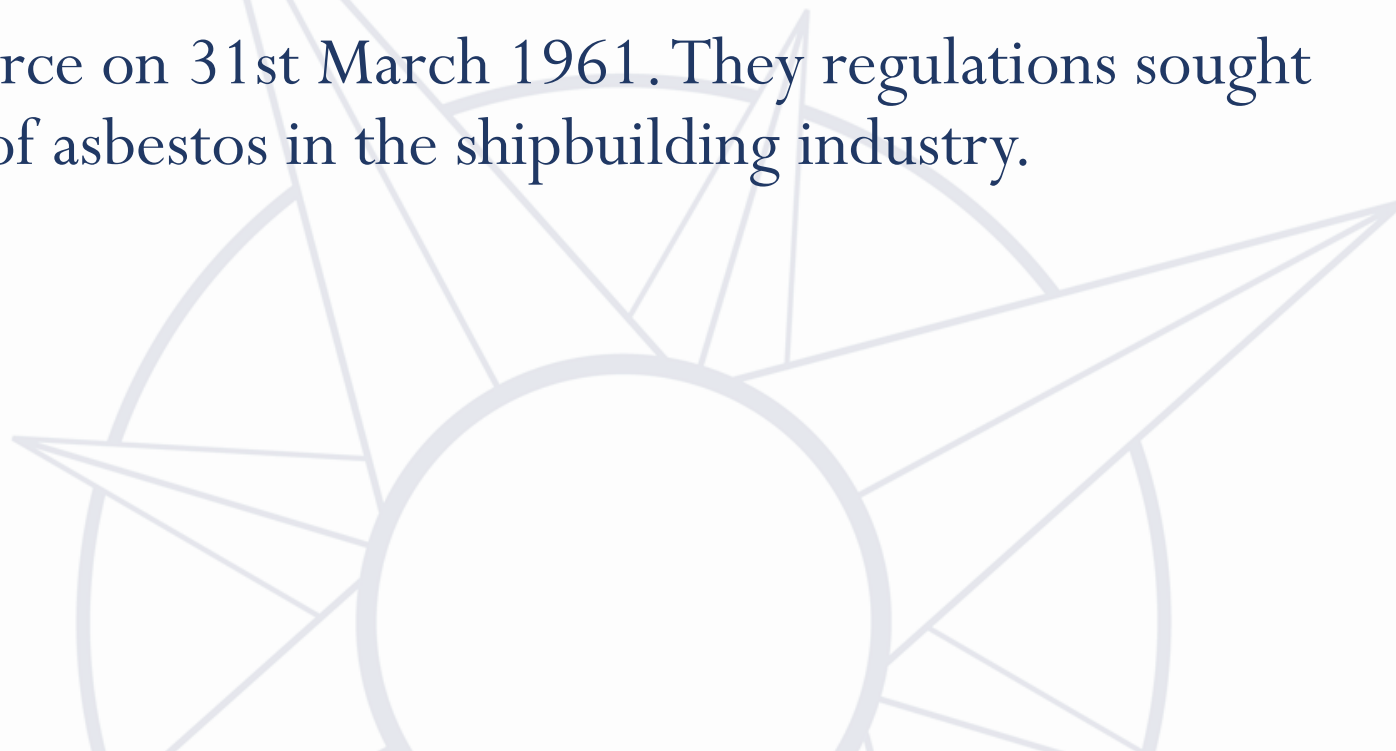 rce on 31st March 1961. They regulations sought
of asbestos in the shipbuilding industry.